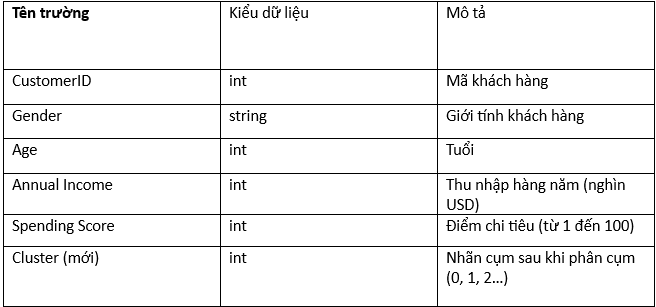 Tên trường Kiểu dữ liệu Mô tả
CustomerID int Mã khách hàng
Gender string Giới tính khách hàng
Age int Tuổi
Annual Income int Thu nhập hàng năm (nghìn
USD)
Spending Score int Điểm chi tiêu (từ 1 đến 100)
Cluster (mới) int Nhãn cụm sau khi phân cụm
(0, 1, 2...)